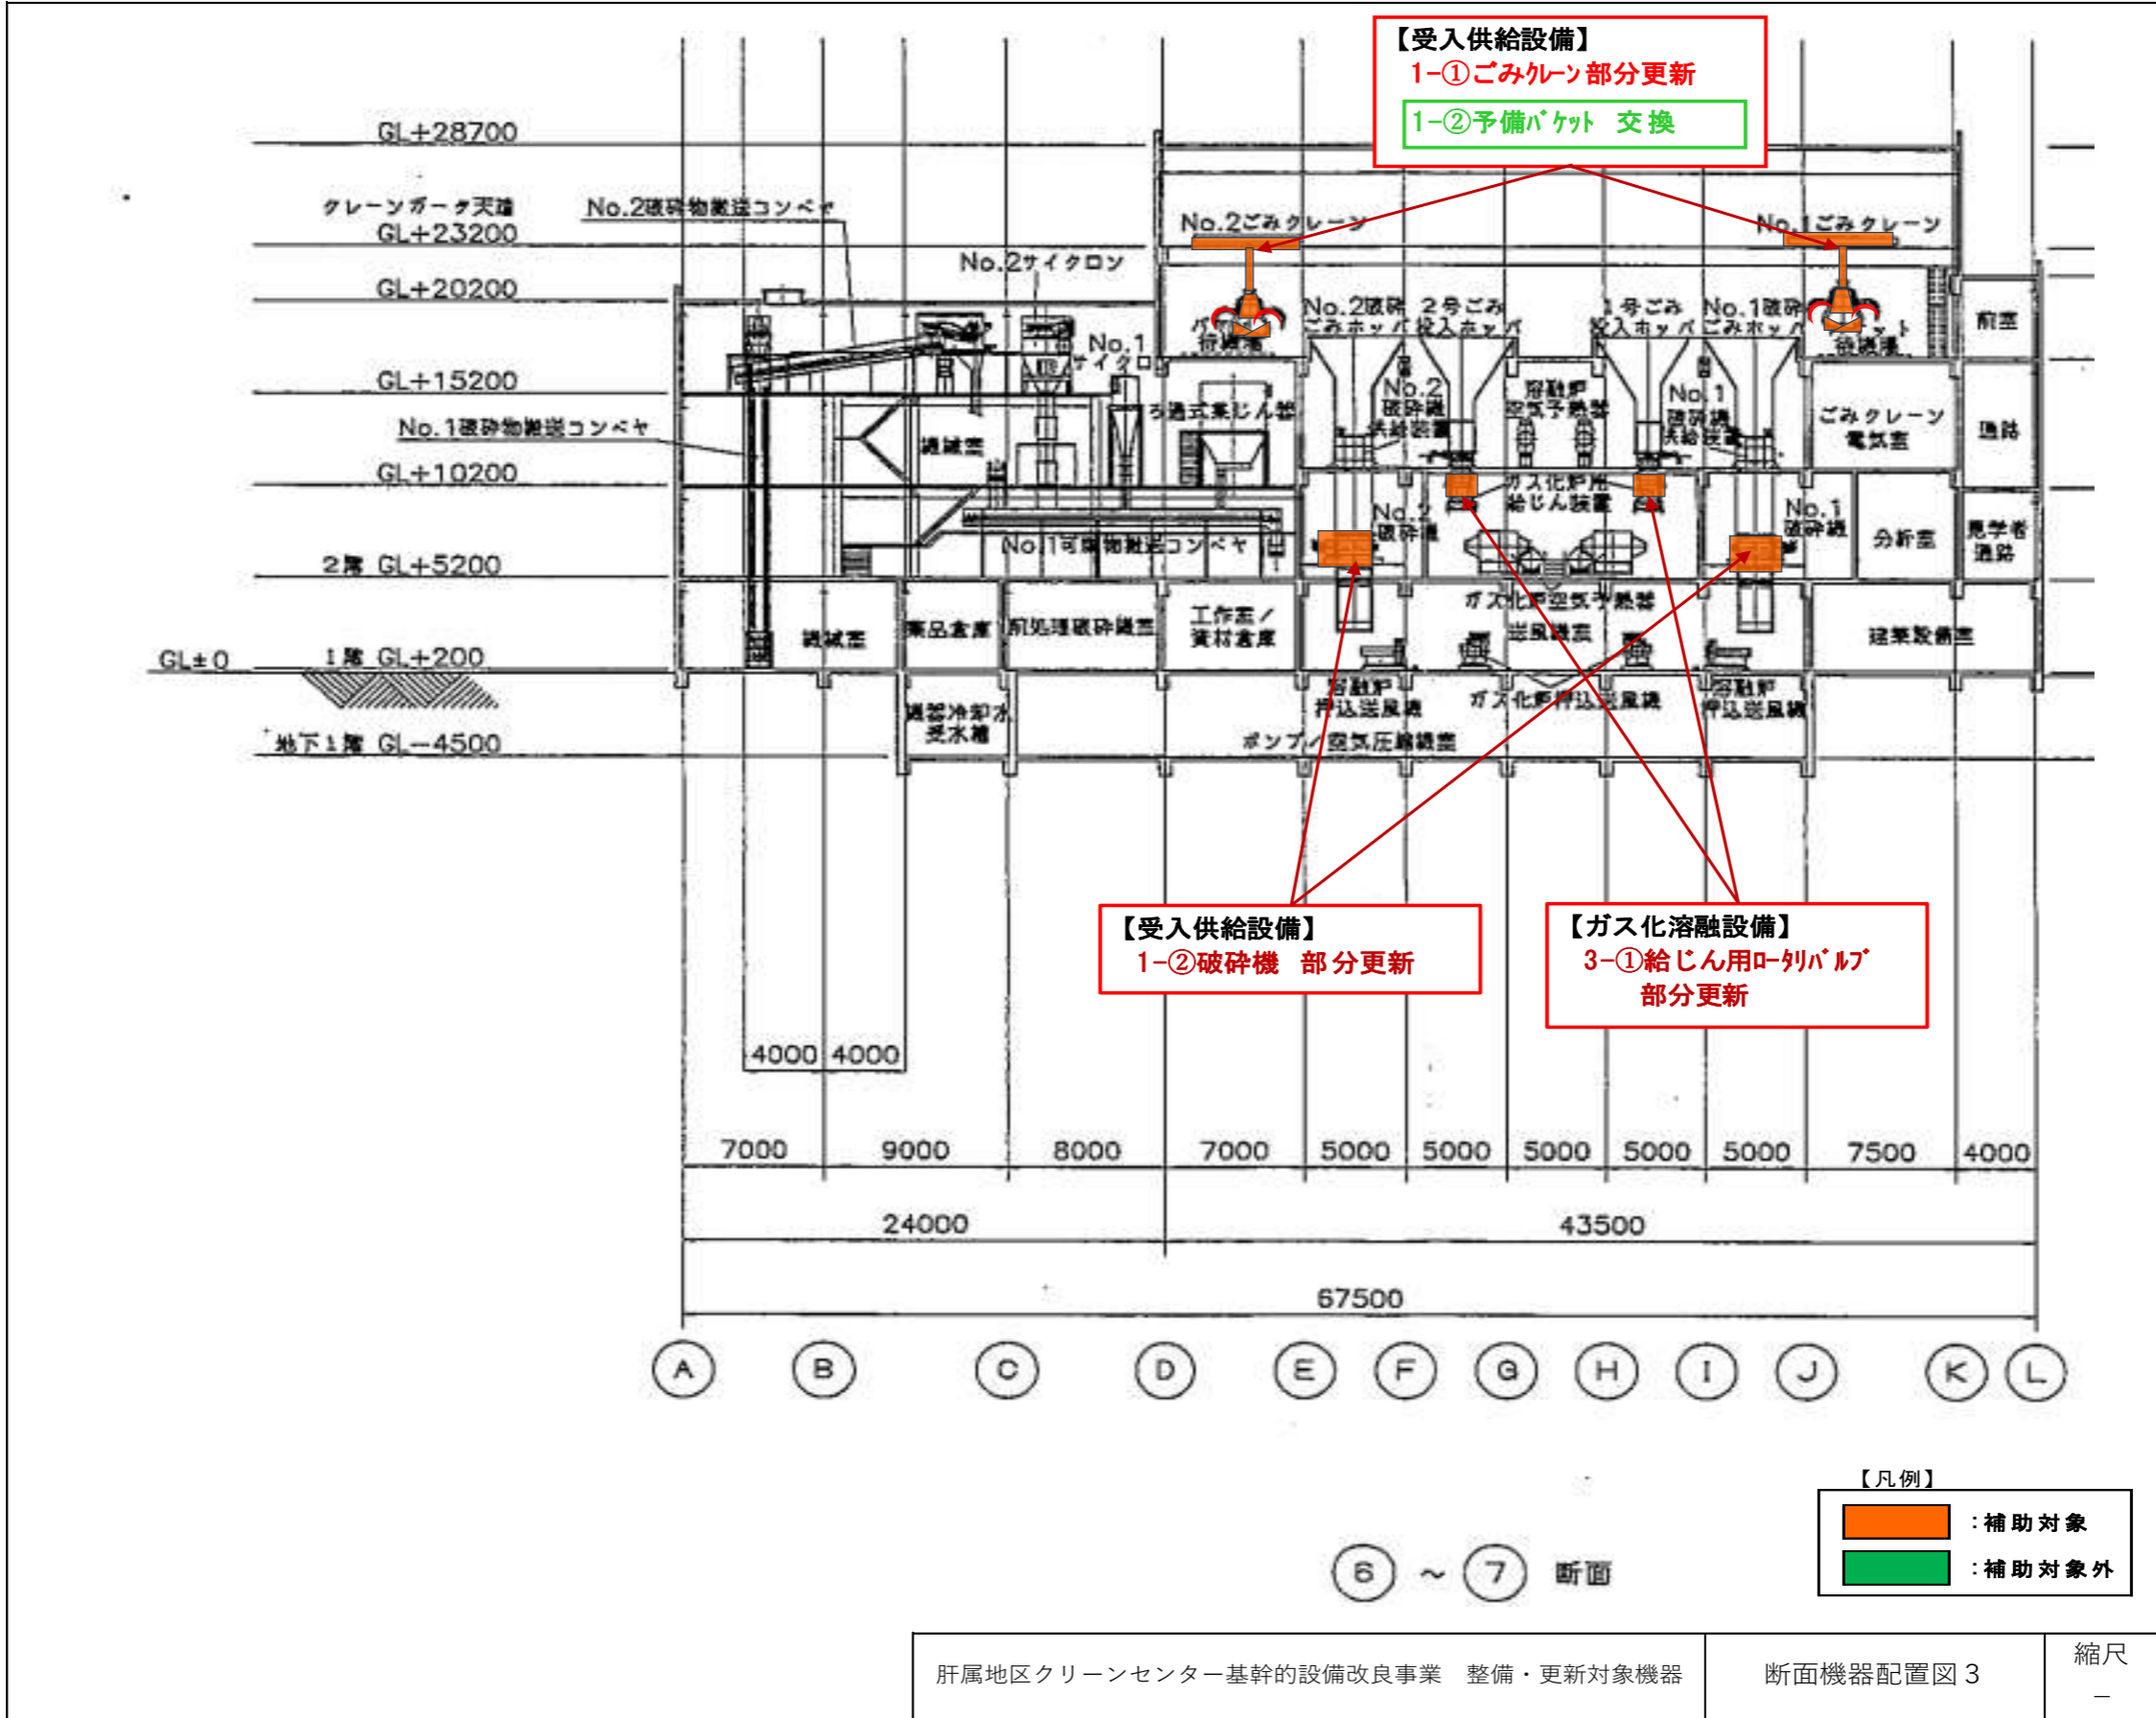 【受入供給設備】
1-①ごみｸﾚｰﾝ部分更新
1-②予備ﾊﾞｹｯﾄ 交換
GL+28700
クレーンガータ天端
GL+23200
No.2破砕物搬送コンベヤ
No.2ごみクレーン
No.1ごみクレーン
No.2サイクロン
GL+20200
No.2破砕
ごみホッパ
2号ごみ
投入ホッパ
1号ごみ
投入ホッパ
No.1破砕
ごみホッパ
前室
No.1
サイクロ
GL+15200
No.1破砕物搬送コンベヤ
機械室
ろ過式集じん器
No.2
破砕機
供給装置
溶融炉
空気予熱器
No.1
破砕機
供給装置
ごみクレーン
電気室
通路
GL+10200
ガス化炉用
給じん装置
No.2
破砕機
No.1
破砕機
分析室
見学者
通路
No.1可燃物搬送コンベヤ
2階 GL+5200
ガス化炉空気予熱器
機械室
薬品倉庫
前処理破砕機室
工作室/
資材倉庫
送風機室
建築設備室
GL±0
1階 GL+200
機器冷却水
受水槽
溶融炉
押込送風機
ガス化炉押込送風機
溶融炉
押込送風機
地下1階 GL-4500
ポンプ/空気圧縮機室
【受入供給設備】
1-②破砕機 部分更新
【ガス化溶融設備】
3-①給じん用ﾛｰﾀﾘﾊﾞﾙﾌﾞ
部分更新
4000 4000
7000 9000 8000 7000 5000 5000 5000 5000 5000 7500 4000
24000 43500
67500
A B C D E F G H I J K L
【凡例】
:補助対象
:補助対象外
6 ～ 7 断面
肝属地区クリーンセンター基幹的設備改良事業 整備・更新対象機器
断面機器配置図3
縮尺
－